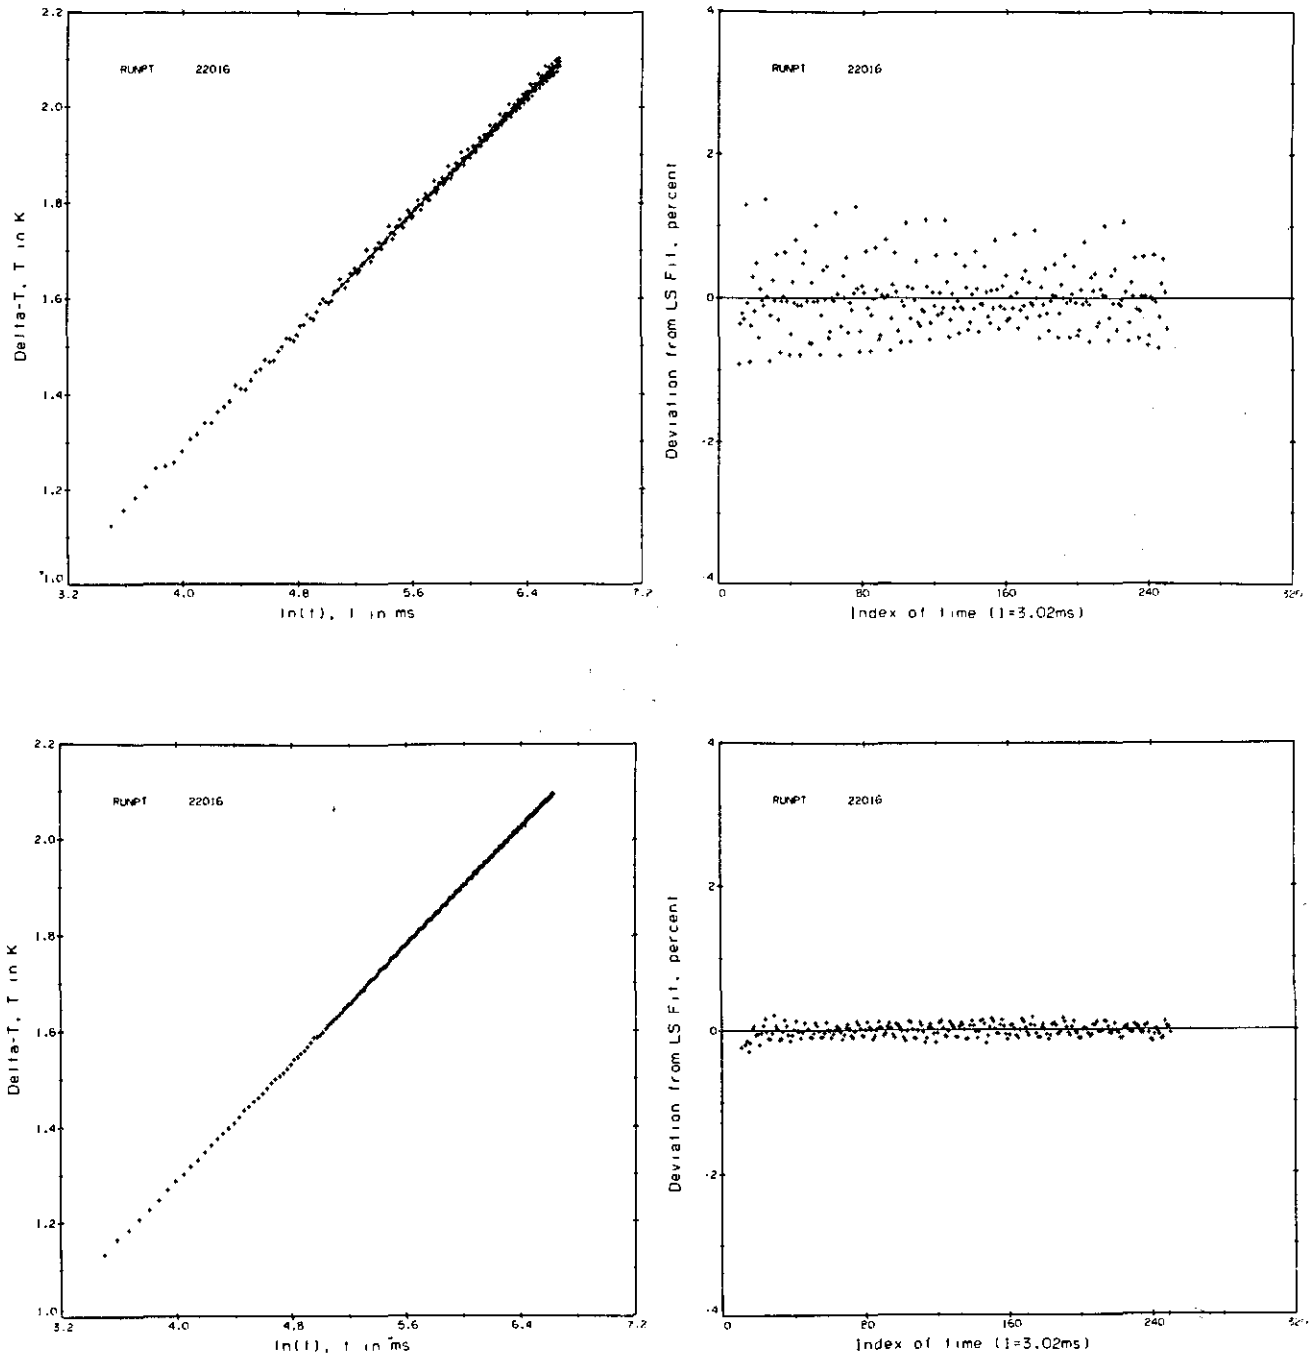 2.2
RUNPT 22016
2.0
1.8
1.6
1.4
1.2
1.0
Delta-T, T in K
3.2 4.0 4.8 5.6 6.4 7.2
ln(t), t in ms
4
RUNPT 22016
2
0
-2
-4
Deviation from LS Fit, percent
0 80 160 240 320
Index of time (1=3.02ms)
2.2
RUNPT 22016
2.0
1.8
1.6
1.4
1.2
1.0
Delta-T, T in K
3.2 4.0 4.8 5.6 6.4 7.2
ln(t), t in ms
4
RUNPT 22016
2
0
-2
-4
Deviation from LS Fit, percent
0 80 160 240 320
Index of time (1=3.02ms)